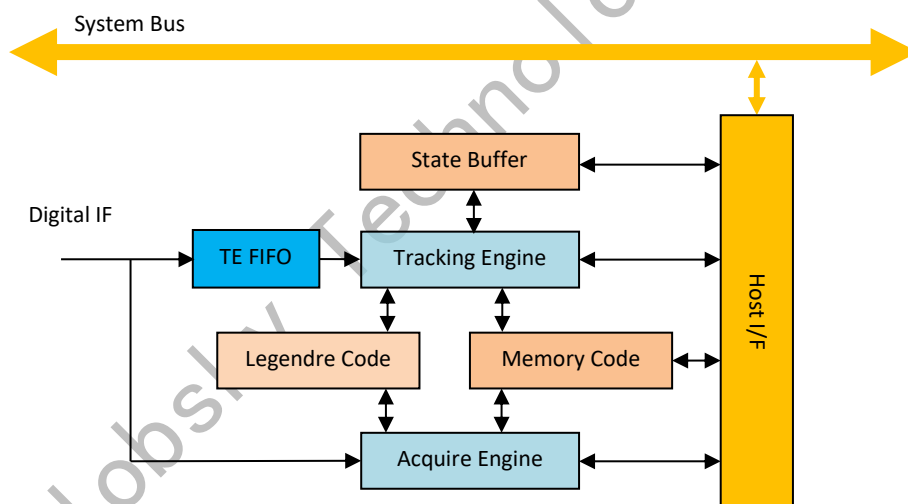 System Bus
State Buffer
Digital IF
TE FIFO
Tracking Engine
Host I/F
Legendre Code
Memory Code
Acquire Engine